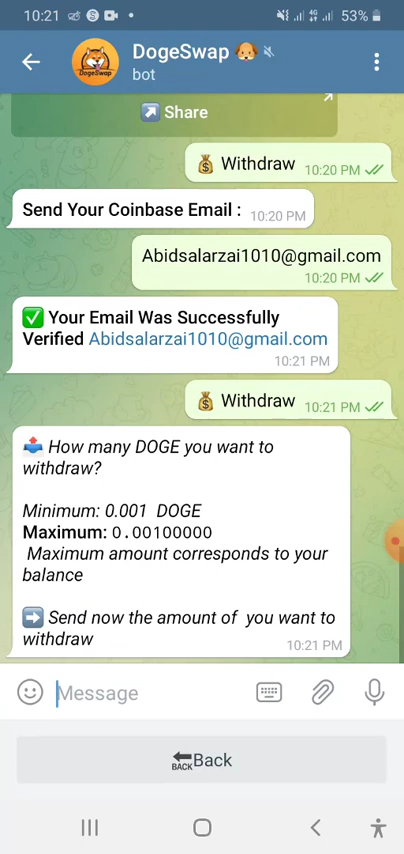 10:21 4G 53%
DogeSwap
bot
DogeSwap
Share
Withdraw 10:20 PM
Send Your Coinbase Email : 10:20 PM
Abidsalarzai1010@gmail.com
10:20 PM
Your Email Was Successfully
Verified Abidsalarzai1010@gmail.com
10:21 PM
Withdraw 10:21 PM
How many DOGE you want to
withdraw?
Minimum: 0.001 DOGE
Maximum: 0.00100000
Maximum amount corresponds to your
balance
Send now the amount of you want to
withdraw
10:21 PM
Message
BACK Back